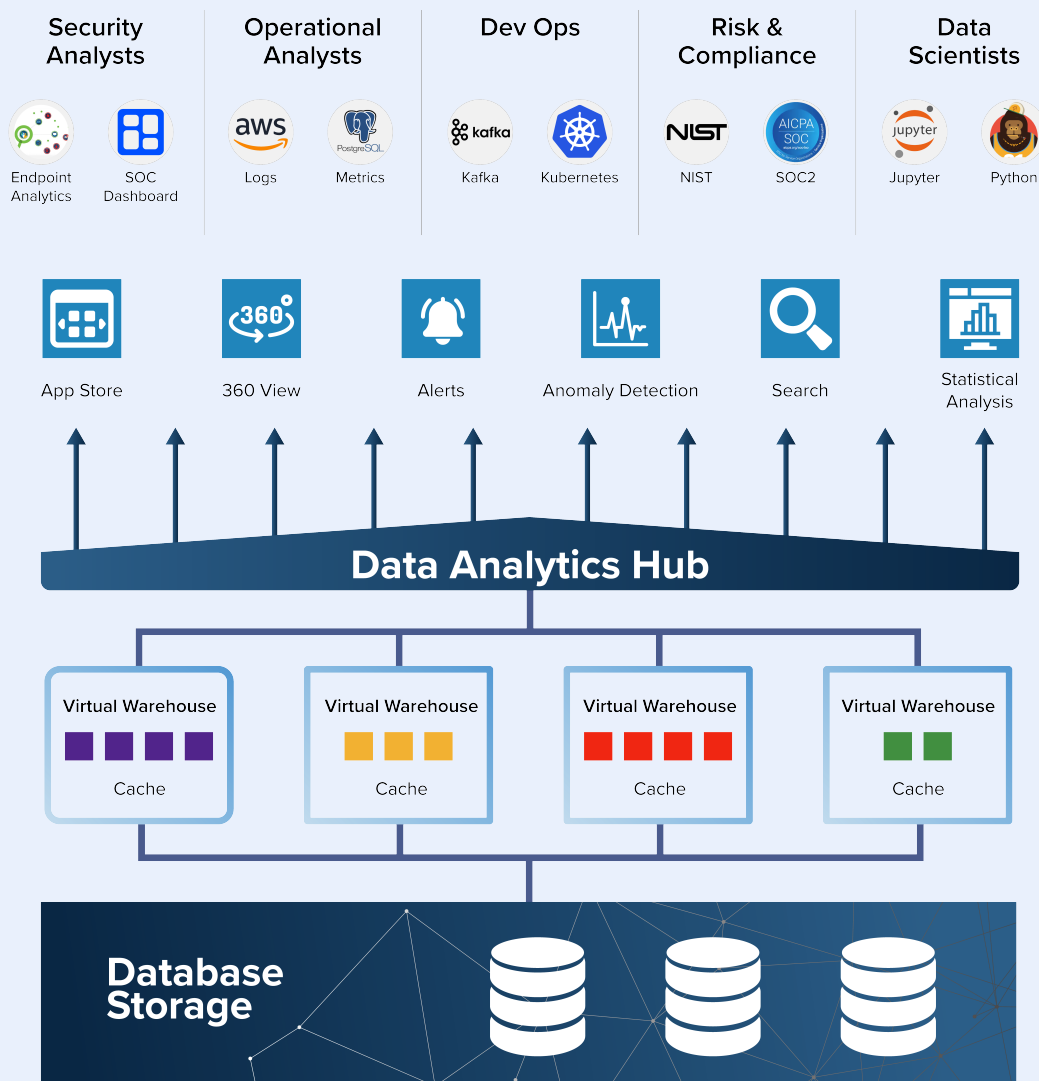 Security
Analysts
Operational
Analysts
Dev Ops
Risk &
Compliance
Data
Scientists
aws
PostgreSQL
kafka
NIST
AICPA
SOC
jupyter
Endpoint
Analytics
SOC
Dashboard
Logs
Metrics
Kafka
Kubernetes
NIST
SOC2
Jupyter
Python
360°
App Store
360 View
Alerts
Anomaly Detection
Search
Statistical
Analysis
Data Analytics Hub
Virtual Warehouse
Cache
Virtual Warehouse
Cache
Virtual Warehouse
Cache
Virtual Warehouse
Cache
Database
Storage